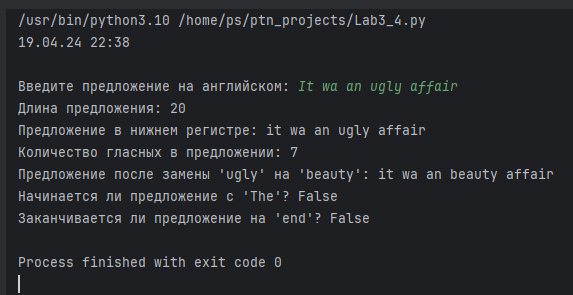 /usr/bin/python3.10 /home/ps/ptn_projects/Lab3_4.py
19.04.24 22:38
Введите предложение на английском: It wa an ugly affair
Длина предложения: 20
Предложение в нижнем регистре: it wa an ugly affair
Количество гласных в предложении: 7
Предложение после замены 'ugly' на 'beauty': it wa an beauty affair
Начинается ли предложение с 'The'? False
Заканчивается ли предложение на 'end'? False
Process finished with exit code 0